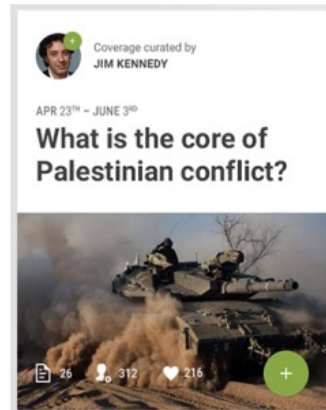 Coverage curated by
JIM KENNEDY
APR 23TH – JUNE 3RD
What is the core of
Palestinian conflict?
26 312 216